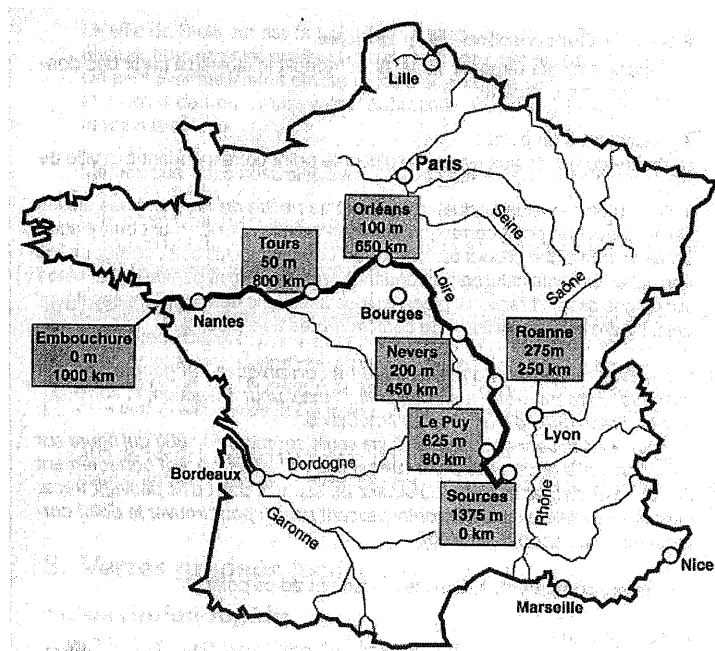 Lille
Paris
Orléans
100 m
650 km
Seine
Tours
50 m
800 km
Loire
Saône
Nantes
Bourges
Embouchure
0 m
1000 km
Nevers
200 m
450 km
Roanne
275m
250 km
Le Puy
625 m
80 km
Lyon
Dordogne
Bordeaux
Sources
1375 m
0 km
Rhône
Garonne
Nice
Marseille